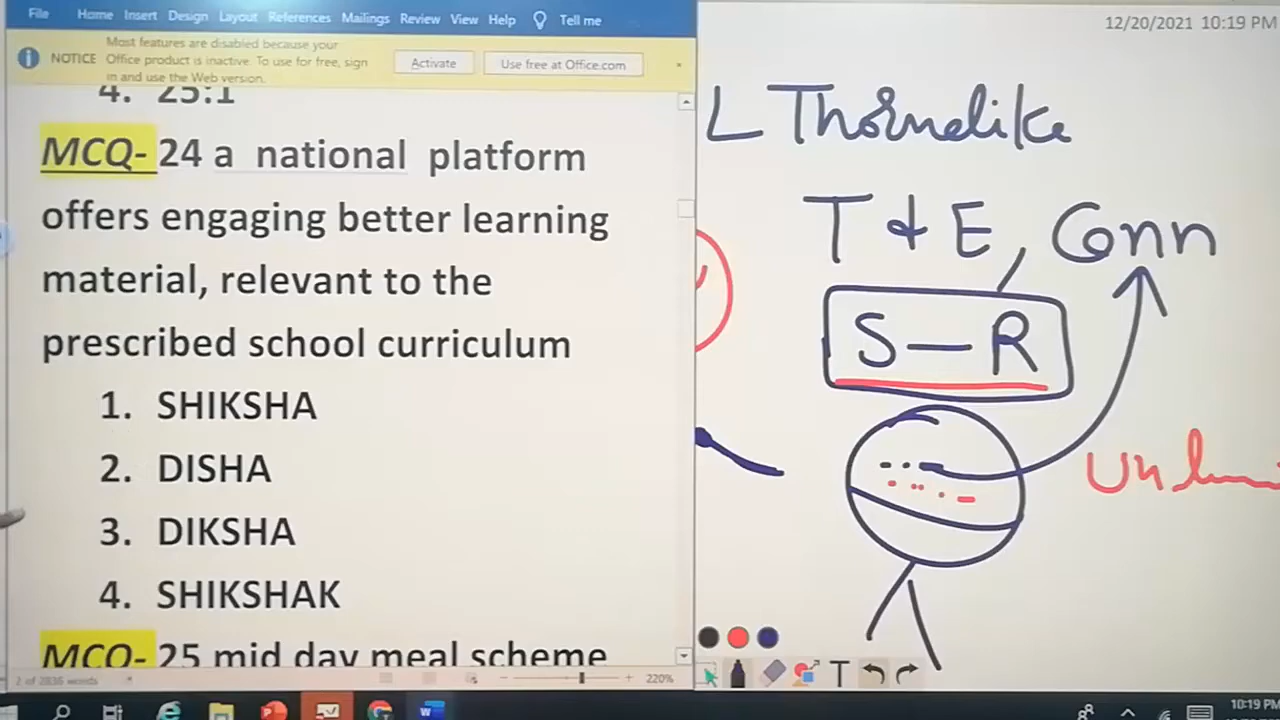 File Home Insert Design Layout References Mailings Review View Help Tell me
12/20/2021 10:19 PM
NOTICE Most features are disabled because your Office product is inactive. To use for free, sign in and use the Web version. Activate Use free at Office.com
4. 25:1
MCQ- 24 a national platform
offers engaging better learning
material, relevant to the
prescribed school curriculum
1. SHIKSHA
2. DISHA
3. DIKSHA
4. SHIKSHAK
MCQ- 25 mid day meal scheme
2 of 2836 words
220%
L Thorndike
T & E, Conn
S — R
T
10:19 PM